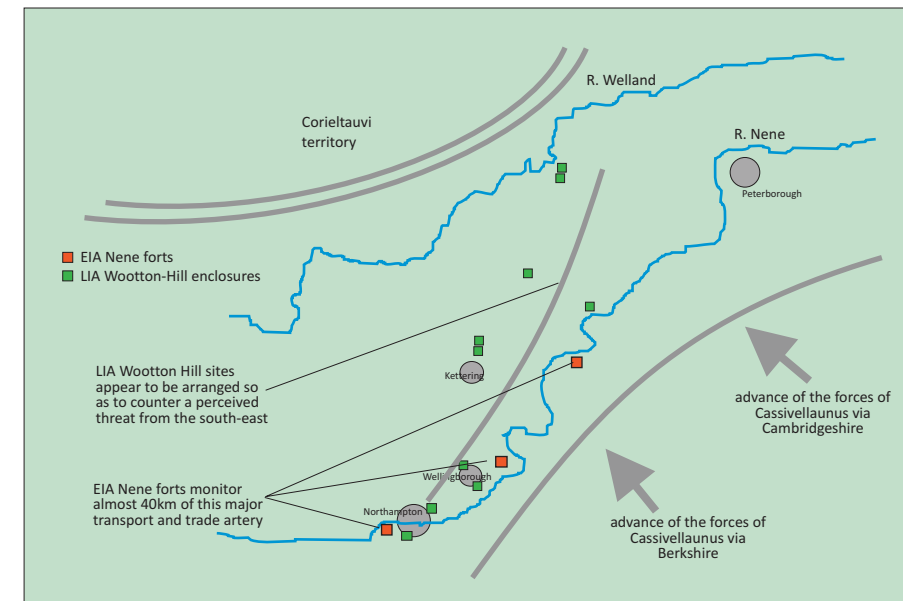 R. Welland
Corieltauvi
territory
R. Nene
Peterborough
EIA Nene forts
LIA Wootton-Hill enclosures
LIA Wootton Hill sites
appear to be arranged so
as to counter a perceived
threat from the south-east
Kettering
advance of the forces of
Cassivellaunus via
Cambridgeshire
EIA Nene forts monitor
almost 40km of this major
transport and trade artery
Wellingborough
Northampton
advance of the forces of
Cassivellaunus via
Berkshire